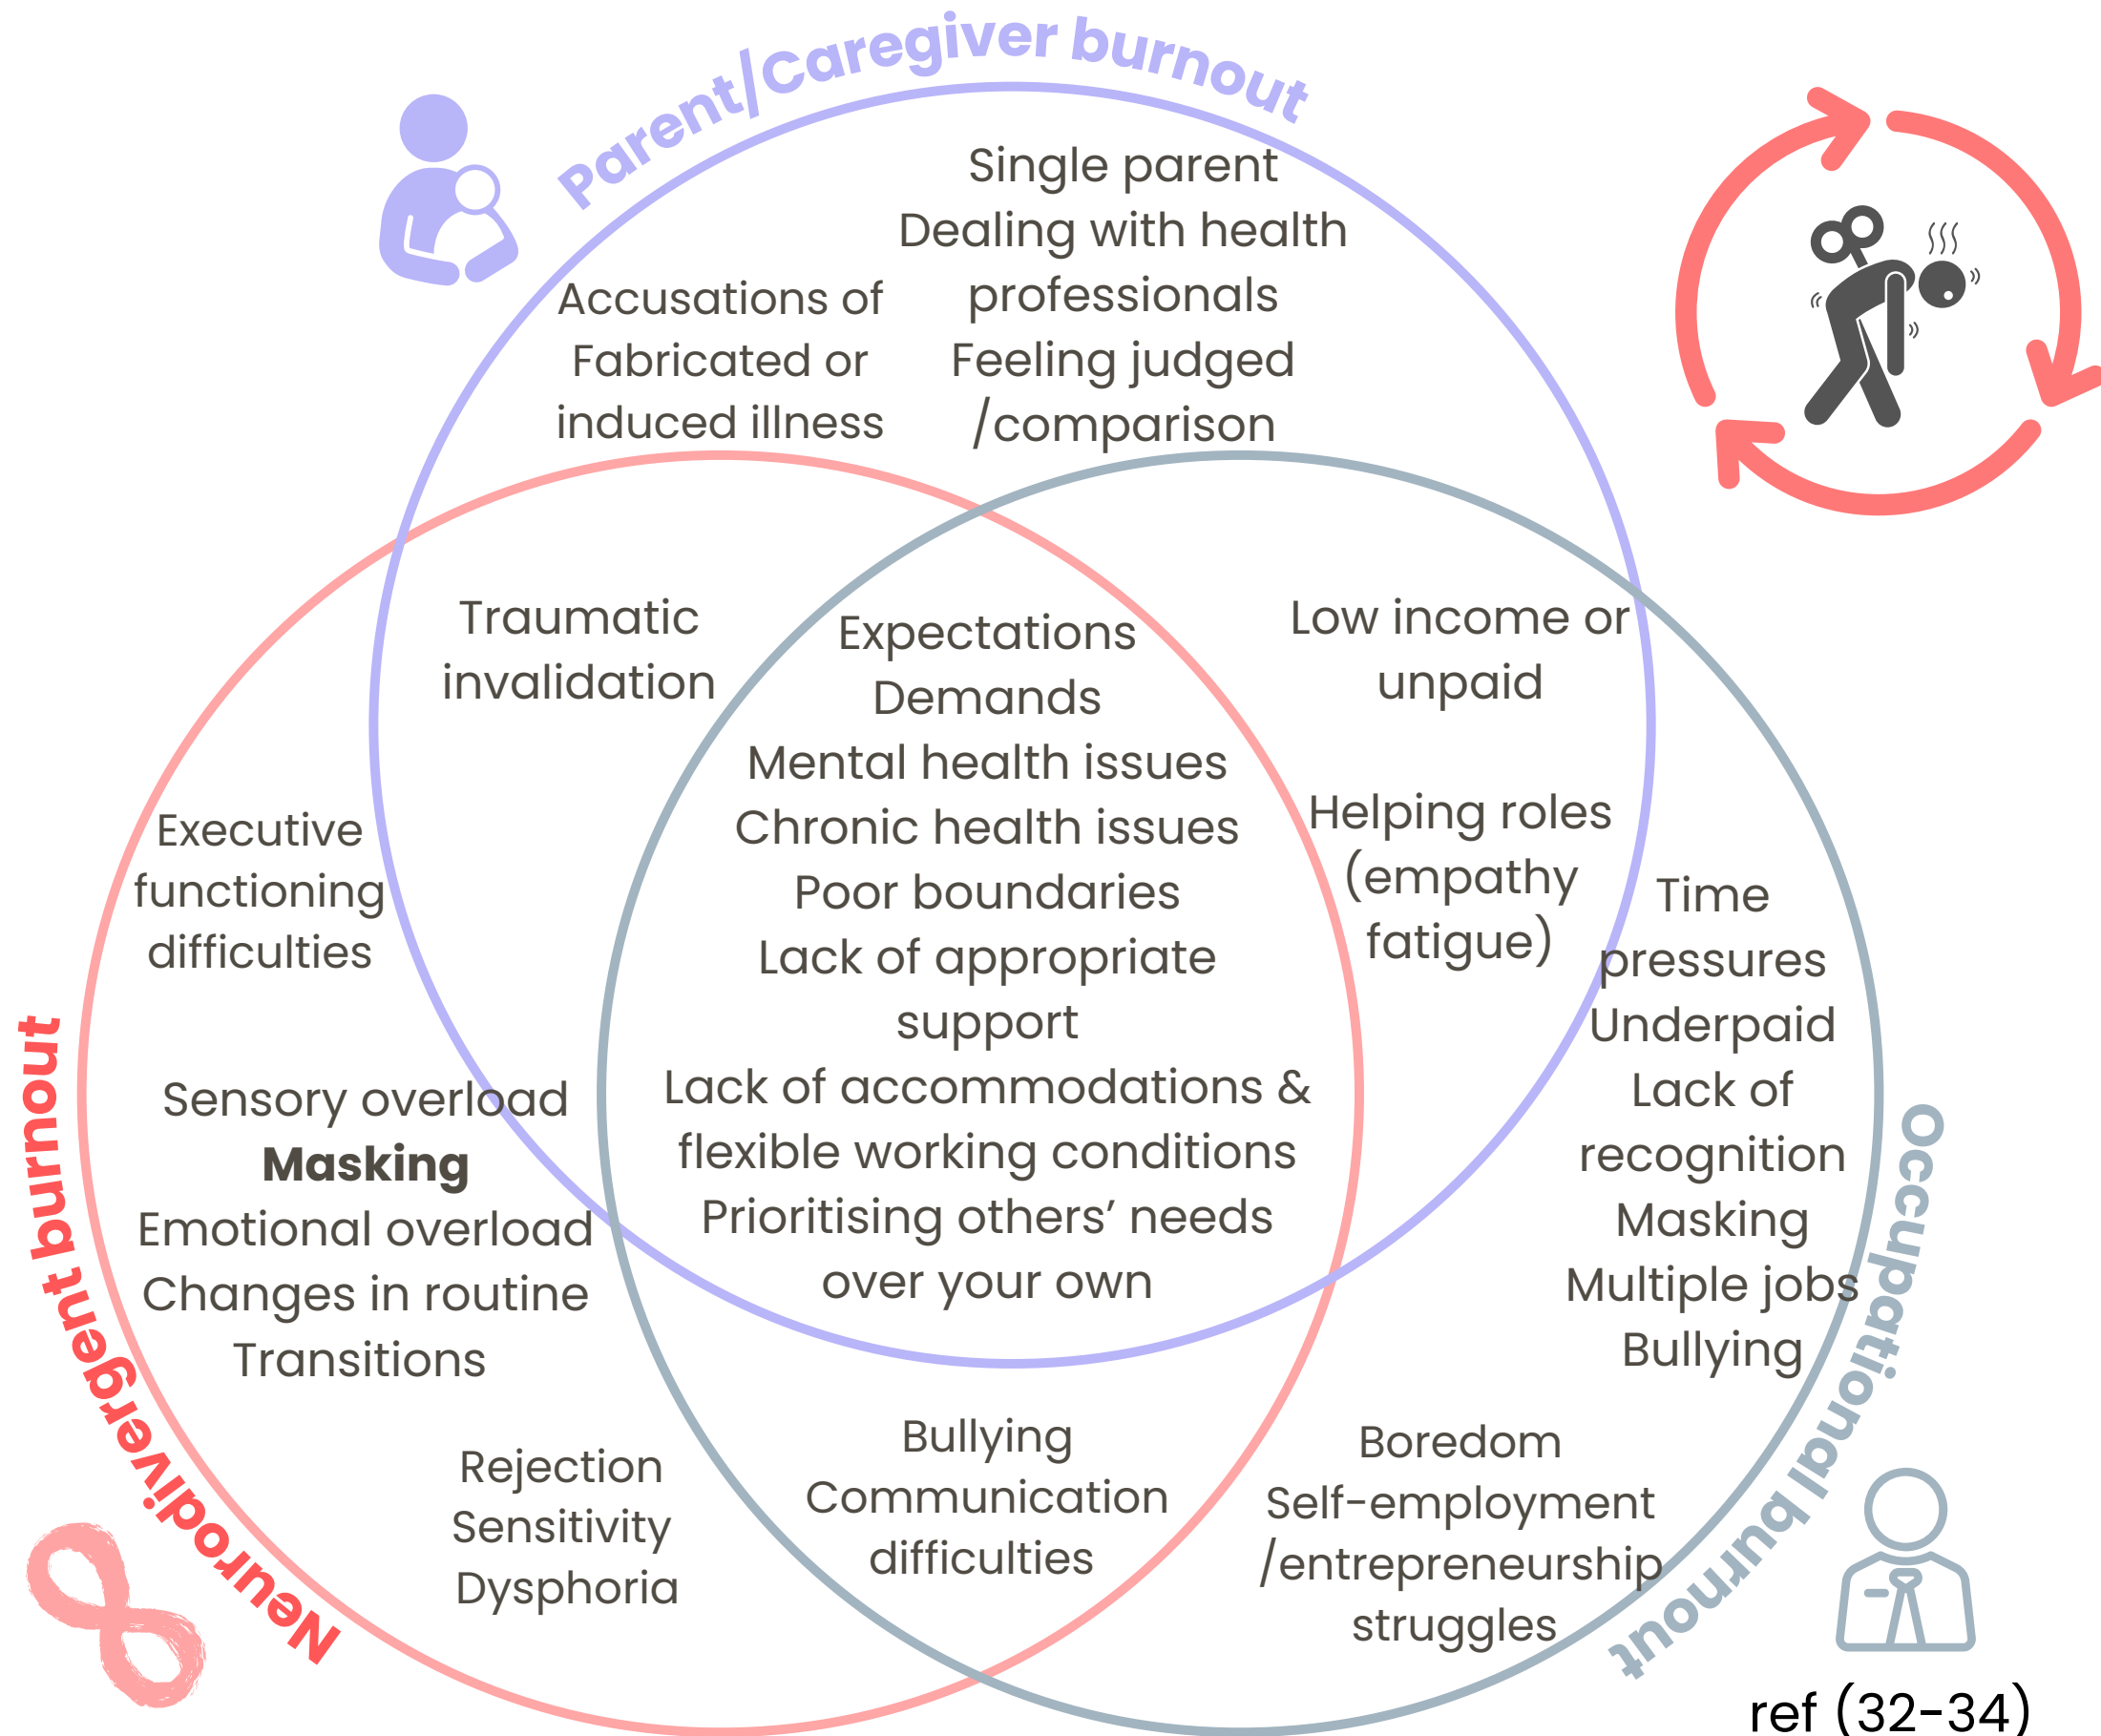 Parent/Caregiver burnout
Single parent
Dealing with health
professionals
Feeling judged
/comparison
Accusations of
Fabricated or
induced illness
Traumatic
invalidation
Expectations
Demands
Mental health issues
Chronic health issues
Poor boundaries
Lack of appropriate
support
Lack of accommodations &
flexible working conditions
Prioritising others’ needs
over your own
Low income or
unpaid
Helping roles
(empathy
fatigue)
Executive
functioning
difficulties
Sensory overload
Masking
Emotional overload
Changes in routine
Transitions
Rejection
Sensitivity
Dysphoria
Neurodivergent burnout
Bullying
Communication
difficulties
Time
pressures
Underpaid
Lack of
recognition
Masking
Multiple jobs
Bullying
Boredom
Self-employment
/entrepreneurship
struggles
Occupational burnout
ref (32-34)